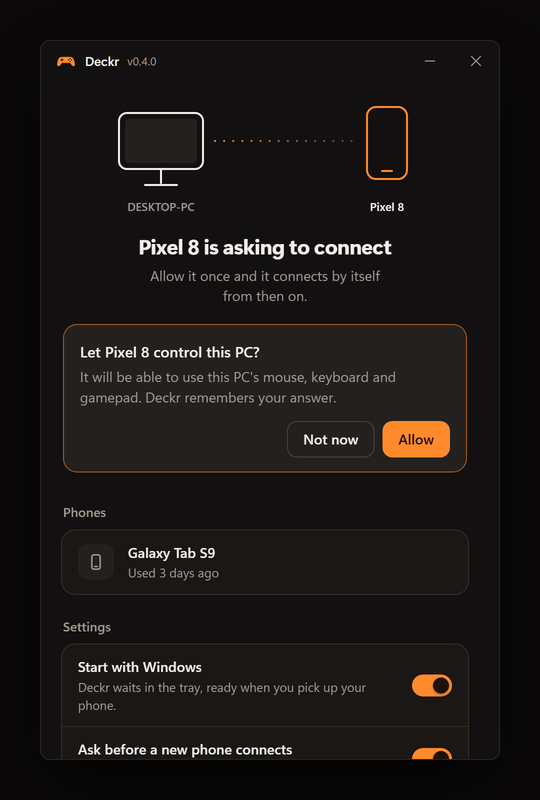 Deckr v0.4.0
DESKTOP-PC
Pixel 8
Pixel 8 is asking to connect
Allow it once and it connects by itself
from then on.
Let Pixel 8 control this PC?
It will be able to use this PC's mouse, keyboard and
gamepad. Deckr remembers your answer.
Not now
Allow
Phones
Galaxy Tab S9
Used 3 days ago
Settings
Start with Windows
Deckr waits in the tray, ready when you pick up your
phone.
Ask before a new phone connects